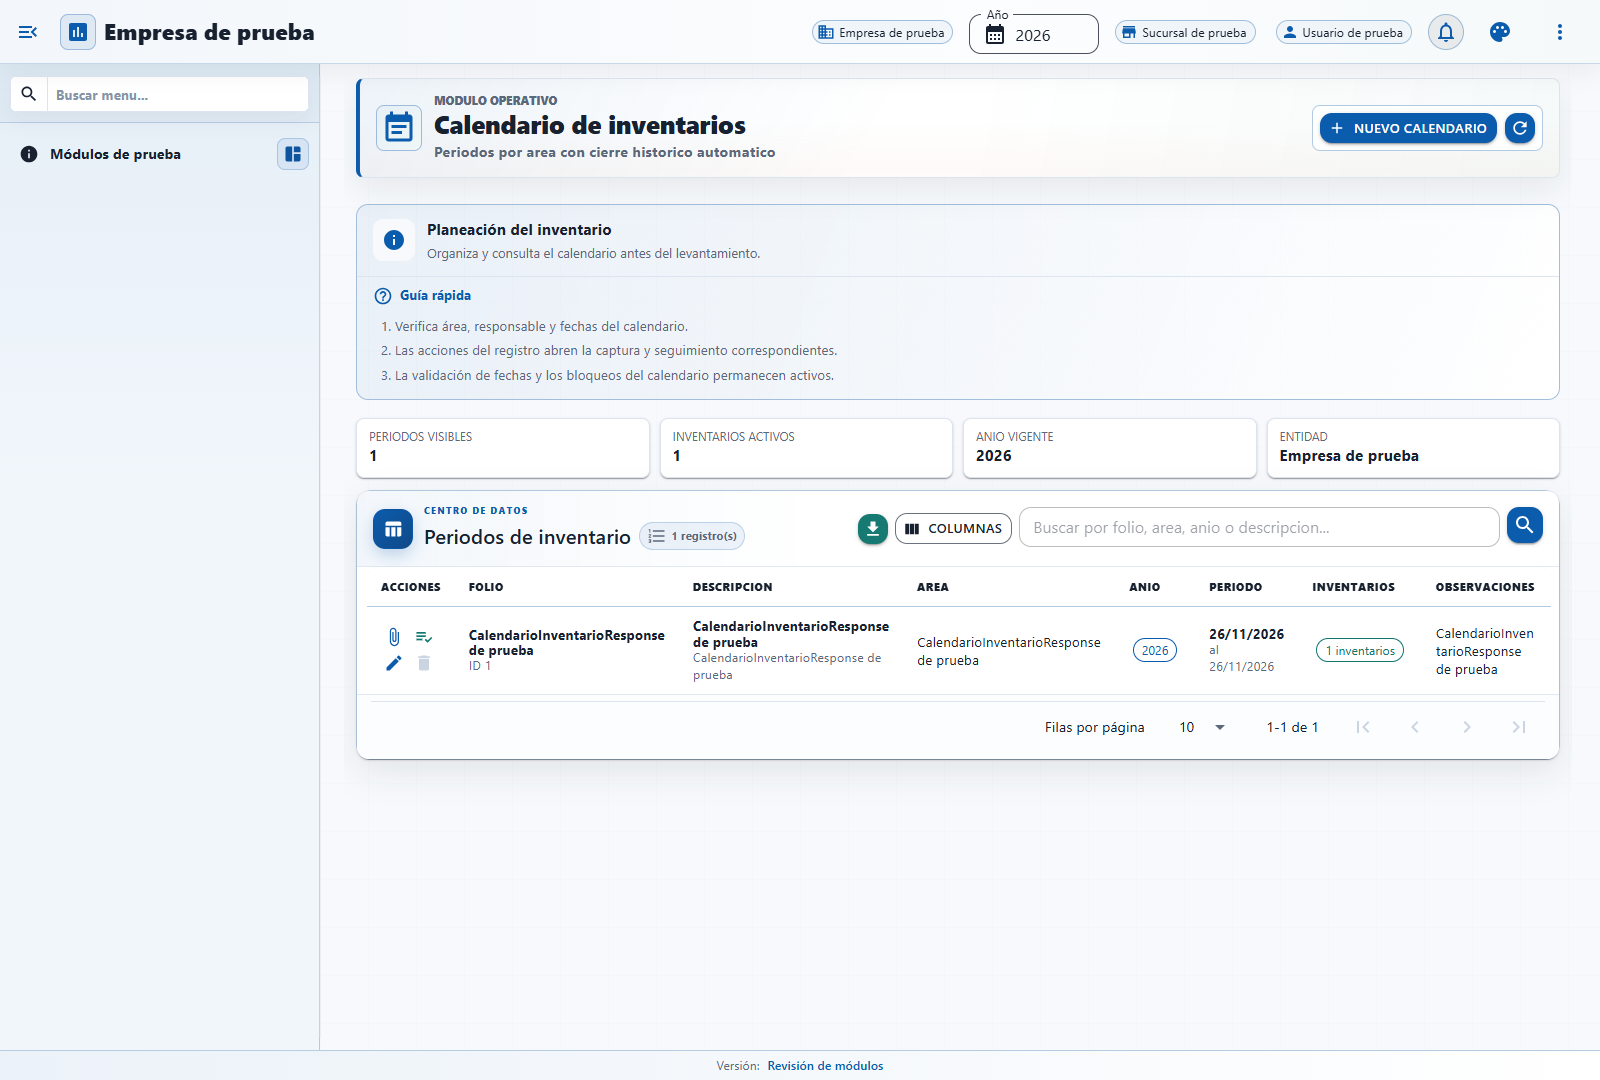 Empresa de prueba
Empresa de prueba
Año
2026
Sucursal de prueba
Usuario de prueba
Buscar menu...
Módulos de prueba
MODULO OPERATIVO
Calendario de inventarios
Periodos por area con cierre historico automatico
NUEVO CALENDARIO
Planeación del inventario
Organiza y consulta el calendario antes del levantamiento.
Guía rápida
1. Verifica área, responsable y fechas del calendario.
2. Las acciones del registro abren la captura y seguimiento correspondientes.
3. La validación de fechas y los bloqueos del calendario permanecen activos.
PERIODOS VISIBLES
1
INVENTARIOS ACTIVOS
1
ANIO VIGENTE
2026
ENTIDAD
Empresa de prueba
CENTRO DE DATOS
Periodos de inventario
1 registro(s)
COLUMNAS
Buscar por folio, area, anio o descripcion...
ACCIONES FOLIO DESCRIPCION AREA ANIO PERIODO INVENTARIOS OBSERVACIONES
CalendarioInventarioResponse
de prueba
ID 1
CalendarioInventarioResponse
de prueba
CalendarioInventarioResponse de
prueba
CalendarioInventarioResponse
de prueba
2026
26/11/2026
al
26/11/2026
1 inventarios
CalendarioInven
tarioResponse
de prueba
Filas por página 10 1-1 de 1
Versión: Revisión de módulos